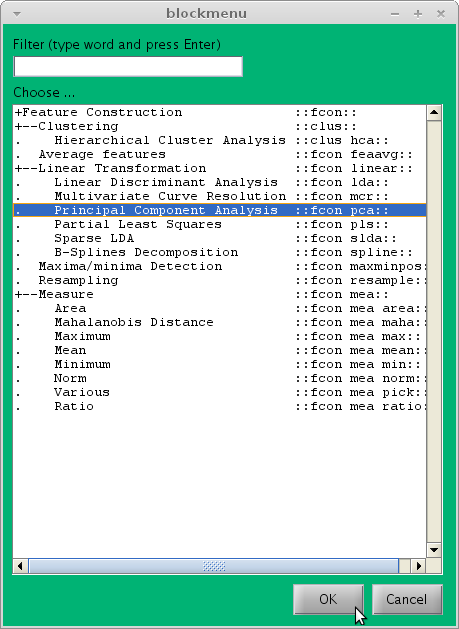 blockmenu
Filter (type word and press Enter)
Choose ...
+Feature Construction ::fcon::
+--Clustering ::clus::
. Hierarchical Cluster Analysis ::clus hca::
. Average features ::fcon feaavg::
+--Linear Transformation ::fcon linear::
. Linear Discriminant Analysis ::fcon lda::
. Multivariate Curve Resolution ::fcon mcr::
. Principal Component Analysis ::fcon pca::
. Partial Least Squares ::fcon pls::
. Sparse LDA ::fcon slda::
. B-Splines Decomposition ::fcon spline::
. Maxima/minima Detection ::fcon maxminpos:
. Resampling ::fcon resample::
+--Measure ::fcon mea::
. Area ::fcon mea area::
. Mahalanobis Distance ::fcon mea maha::
. Maximum ::fcon mea max::
. Mean ::fcon mea mean::
. Minimum ::fcon mea min::
. Norm ::fcon mea norm::
. Various ::fcon mea pick::
. Ratio ::fcon mea ratio:
OK Cancel